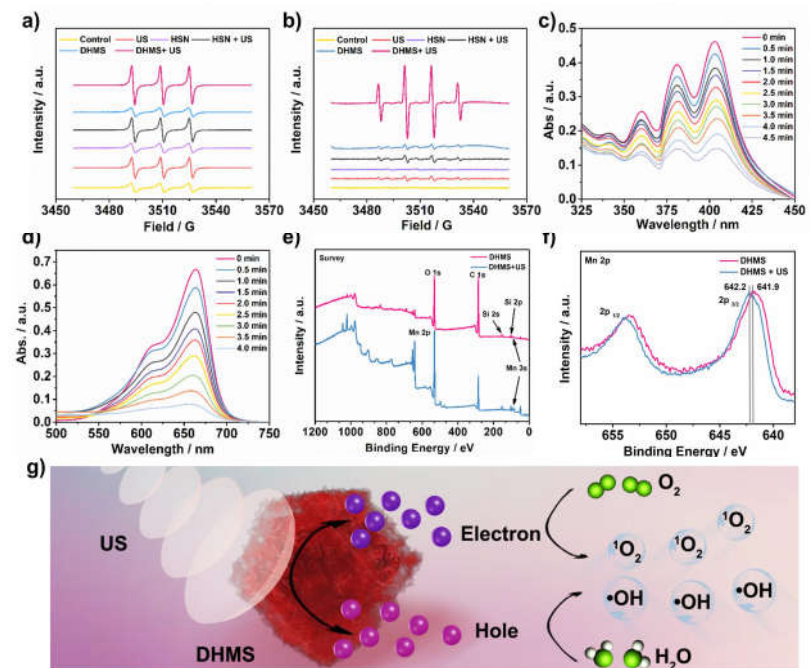 a)
Control US HSN HSN + US
DHMS DHMS+ US
Intensity / a.u.
3450 3480 3510 3540 3570
Field / G
b)
Control US HSN HSN + US
DHMS DHMS+ US
Intensity / a.u.
3450 3480 3510 3540 3570
Field / G
c)
0 min
0.5 min
1.0 min
1.5 min
2.0 min
2.5 min
3.0 min
3.5 min
4.0 min
4.5 min
Abs / a.u.
0.5
0.4
0.3
0.2
0.1
0.0
325 350 375 400 425 450
Wavelength / nm
d)
0 min
0.5 min
1.0 min
1.5 min
2.0 min
2.5 min
3.0 min
3.5 min
4.0 min
Abs. / a.u.
0.7
0.6
0.5
0.4
0.3
0.2
0.1
0.0
500 550 600 650 700 750
Wavelength / nm
e)
Survey
DHMS
DHMS+US
O 1s
C 1s
Si 2s
Si 2p
Mn 2p
Mn 3s
Intensity / a.u.
1200 1000 800 600 400 200 0
Binding Energy / eV
f)
Mn 2p
DHMS
DHMS + US
642.2 641.9
2p3/2
2p1/2
Intensity / a.u.
655 650 645 640
Binding Energy / eV
g)
US
DHMS
Electron
Hole
O2
1O2
1O2
1O2
•OH
•OH
•OH
H2O